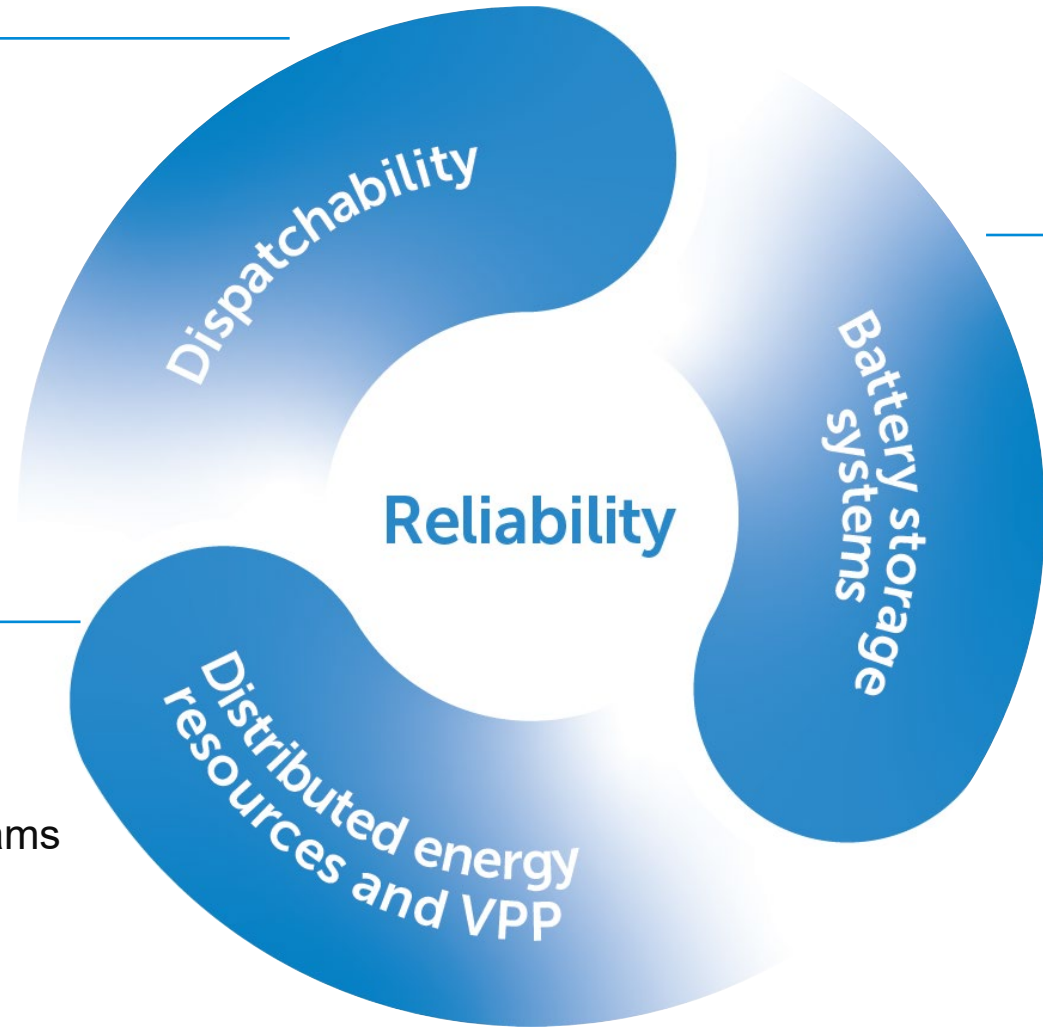 Dispatchability
Battery storage
systems
Reliability
Distributed energy
resources and VPP